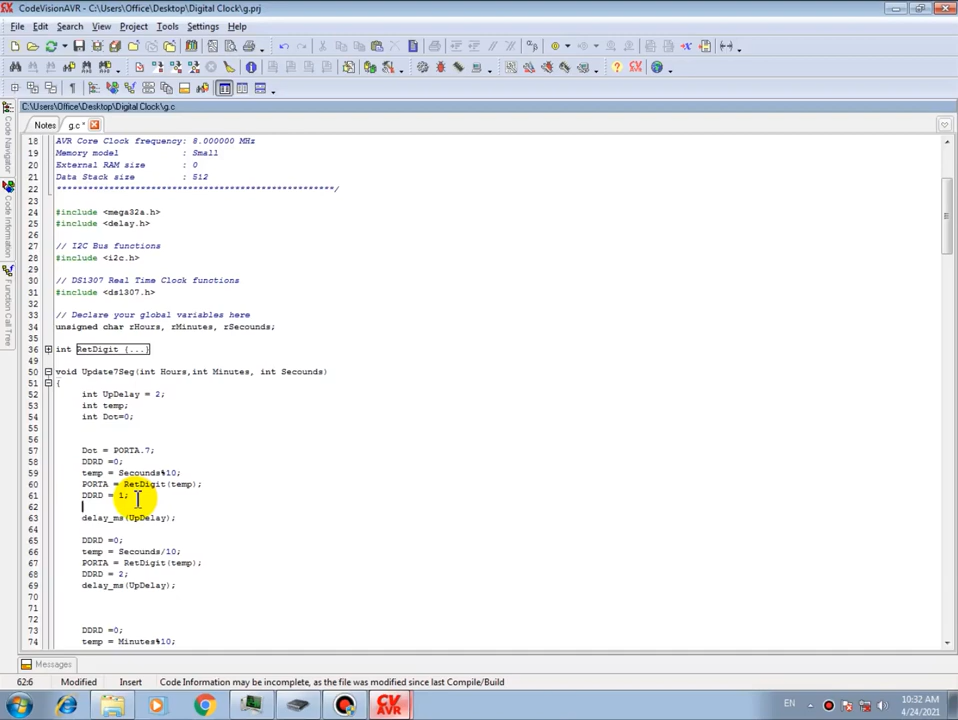 CodeVisionAVR - C:\Users\Office\Desktop\Digital Clock\g.prj
File Edit Search View Project Tools Settings Help
C:\Users\Office\Desktop\Digital Clock\g.c
Notes g.c *
Code Navigator
Code Information
Function Call Tree
18 AVR Core Clock frequency: 8.000000 MHz
19 Memory model : Small
20 External RAM size : 0
21 Data Stack size : 512
22 *****************************************************/
23
24 #include <mega32a.h>
25 #include <delay.h>
26
27 // I2C Bus functions
28 #include <i2c.h>
29
30 // DS1307 Real Time Clock functions
31 #include <ds1307.h>
32
33 // Declare your global variables here
34 unsigned char rHours, rMinutes, rSecounds;
35
36 int RetDigit {...}
49
50 void Update7Seg(int Hours,int Minutes, int Secounds)
51 {
52 int UpDelay = 2;
53 int temp;
54 int Dot=0;
55
56
57 Dot = PORTA.7;
58 DDRD =0;
59 temp = Secounds%10;
60 PORTA = RetDigit(temp);
61 DDRD = 1;
62
63 delay_ms(UpDelay);
64
65 DDRD =0;
66 temp = Secounds/10;
67 PORTA = RetDigit(temp);
68 DDRD = 2;
69 delay_ms(UpDelay);
70
71
72
73 DDRD =0;
74 temp = Minutes%10;
Messages
62:6 Modified Insert Code Information may be incomplete, as the file was modified since last Compile/Build
CV AVR EN 10:32 AM
4/24/2021